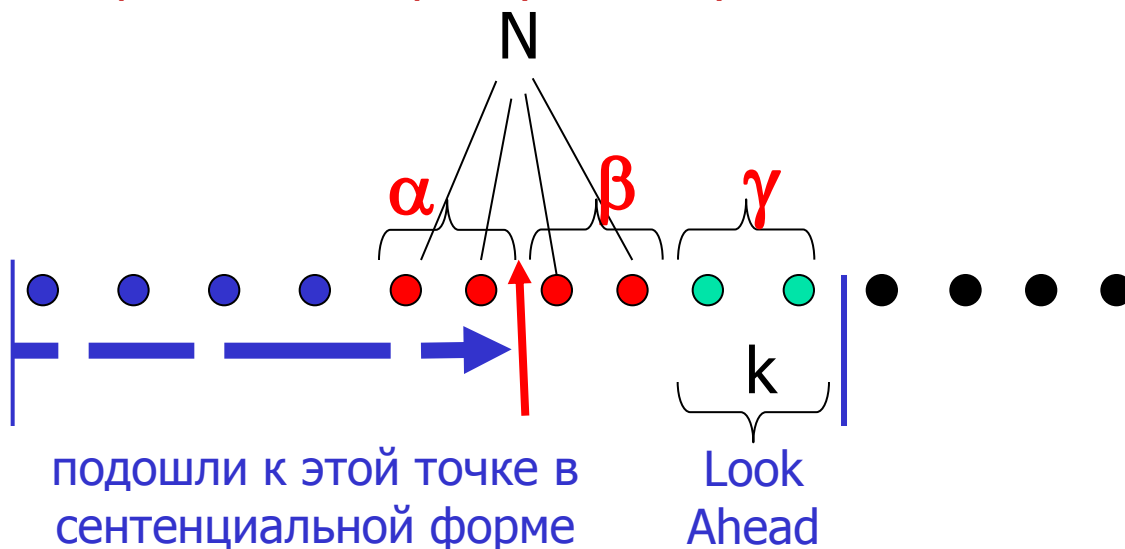 N
α β γ
k
подошли к этой точке в
сентенциальной форме
Look
Ahead